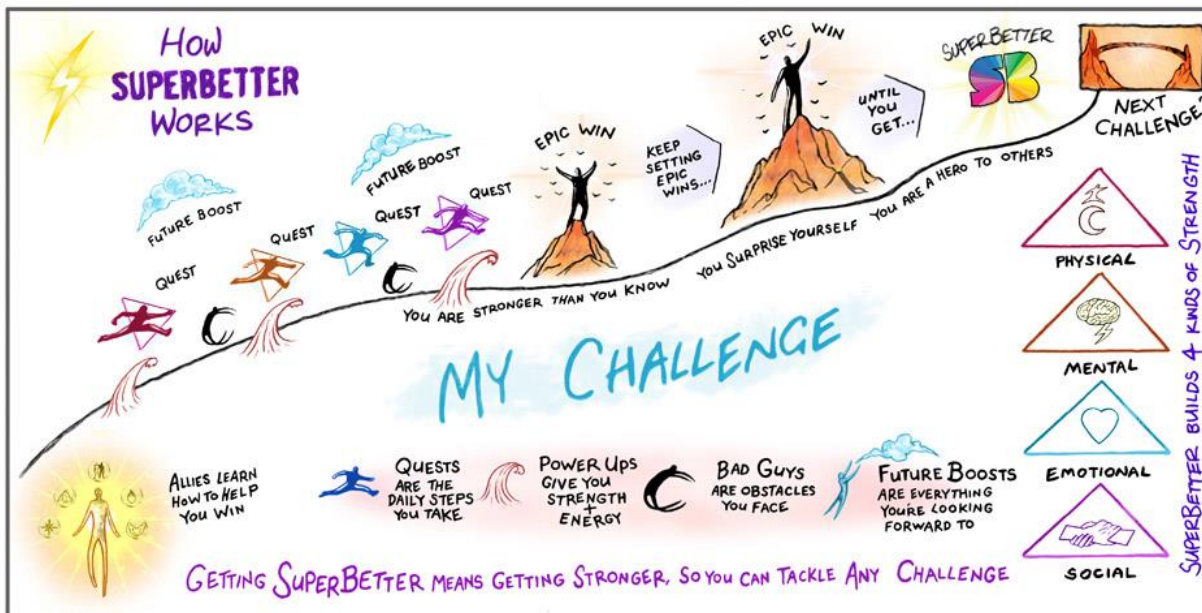 How
SUPERBETTER
WORKS
FUTURE BOOST
FUTURE BOOST
QUEST
QUEST
QUEST
QUEST
EPIC WIN
KEEP
SETTING
EPIC
WINS...
EPIC WIN
UNTIL
YOU
GET...
SUPERBETTER
SB
NEXT
CHALLENGE
YOU ARE STRONGER THAN YOU KNOW
YOU SURPRISE YOURSELF
YOU ARE A HERO TO OTHERS
MY CHALLENGE
PHYSICAL
MENTAL
EMOTIONAL
SOCIAL
SUPERBETTER BUILDS 4 KINDS OF STRENGTH
ALLIES LEARN
HOW TO HELP
YOU WIN
QUESTS
ARE THE
DAILY STEPS
YOU TAKE
POWER UPS
GIVE YOU
STRENGTH
+
ENERGY
BAD GUYS
ARE OBSTACLES
YOU FACE
FUTURE BOOSTS
ARE EVERYTHING
YOU'RE LOOKING
FORWARD TO
GETTING SUPERBETTER MEANS GETTING STRONGER, SO YOU CAN TACKLE ANY CHALLENGE